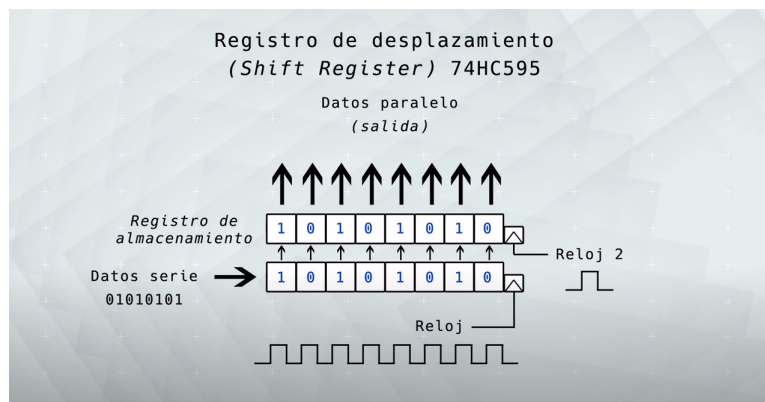 Registro de desplazamiento
(Shift Register) 74HC595
Datos paralelo
(salida)
Registro de
almacenamiento
1 0 1 0 1 0 1 0
Reloj 2
Datos serie
01010101
1 0 1 0 1 0 1 0
Reloj